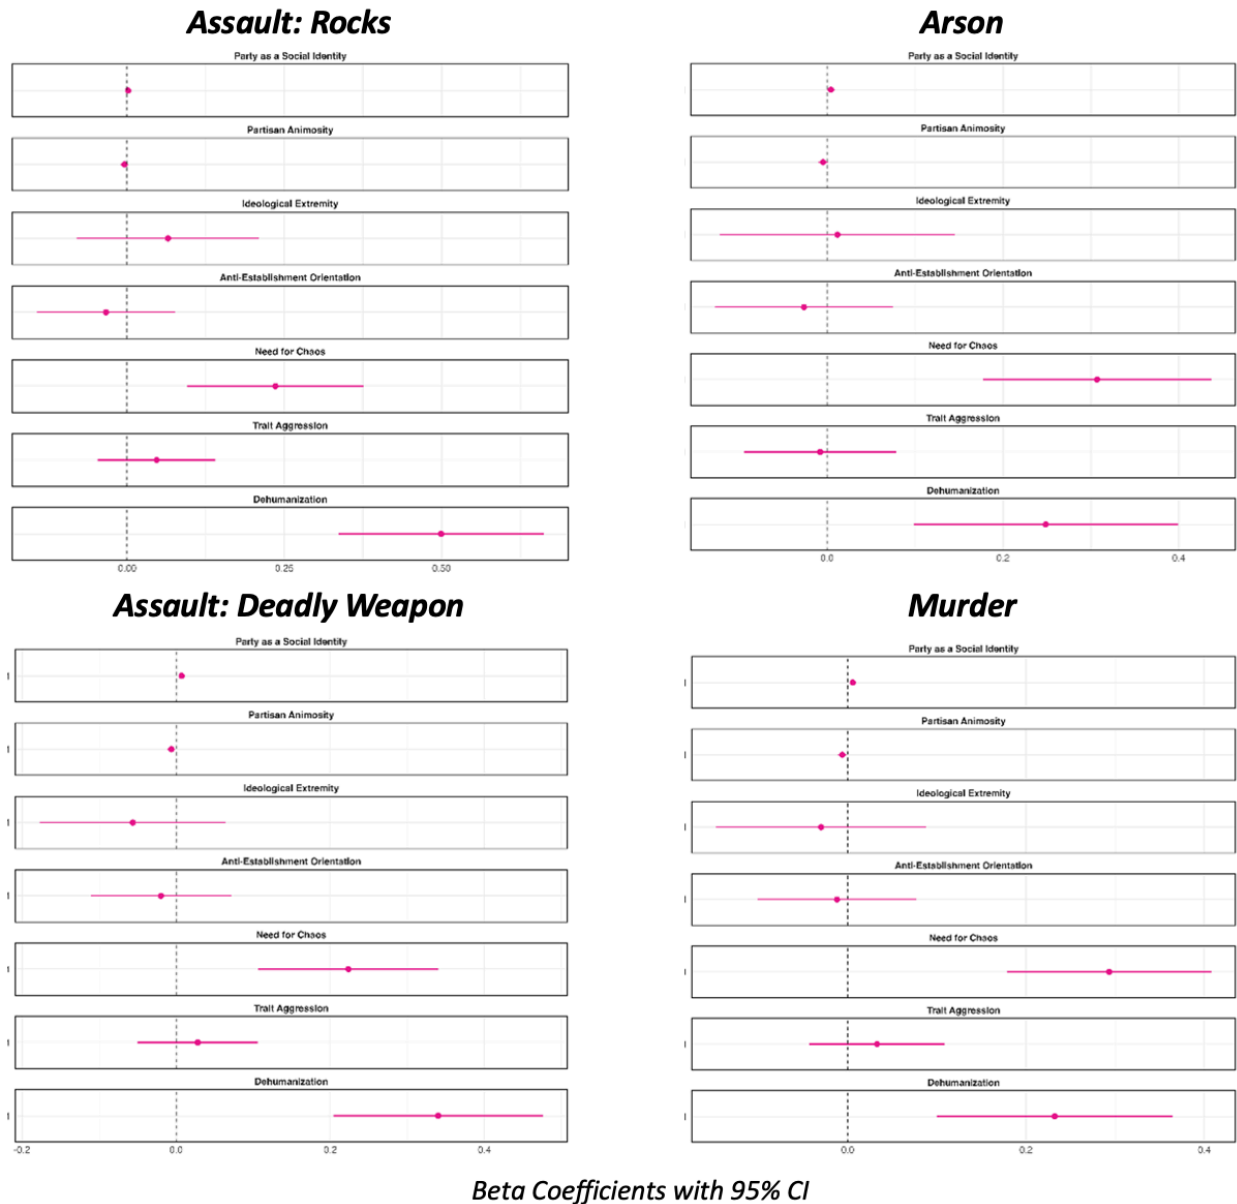 Assault: Rocks
Party as a Social Identity
Partisan Animosity
Ideological Extremity
Anti-Establishment Orientation
Need for Chaos
Trait Aggression
Dehumanization
0.00 0.25 0.50
Arson
Party as a Social Identity
Partisan Animosity
Ideological Extremity
Anti-Establishment Orientation
Need for Chaos
Trait Aggression
Dehumanization
0.0 0.2 0.4
Assault: Deadly Weapon
Party as a Social Identity
Partisan Animosity
Ideological Extremity
Anti-Establishment Orientation
Need for Chaos
Trait Aggression
Dehumanization
-0.2 0.0 0.2 0.4
Murder
Party as a Social Identity
Partisan Animosity
Ideological Extremity
Anti-Establishment Orientation
Need for Chaos
Trait Aggression
Dehumanization
0.0 0.2 0.4
Beta Coefficients with 95% CI